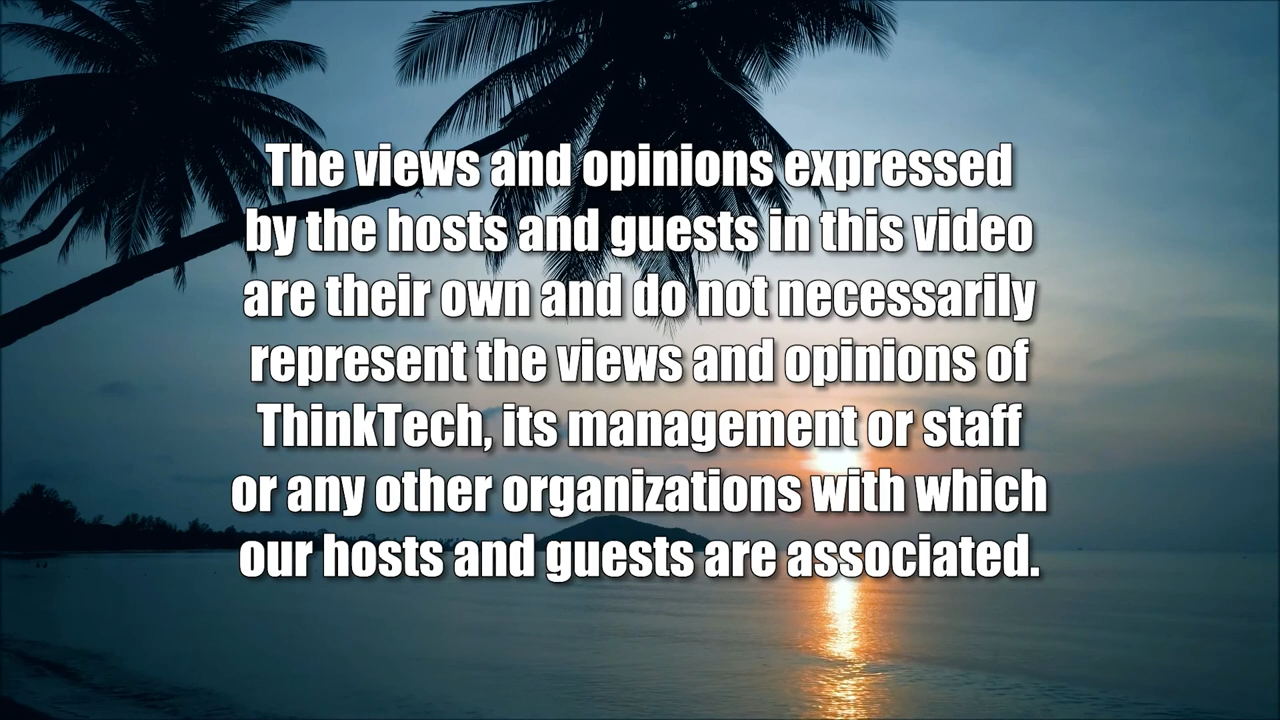 The views and opinions expressed
by the hosts and guests in this video
are their own and do not necessarily
represent the views and opinions of
ThinkTech, its management or staff
or any other organizations with which
our hosts and guests are associated.